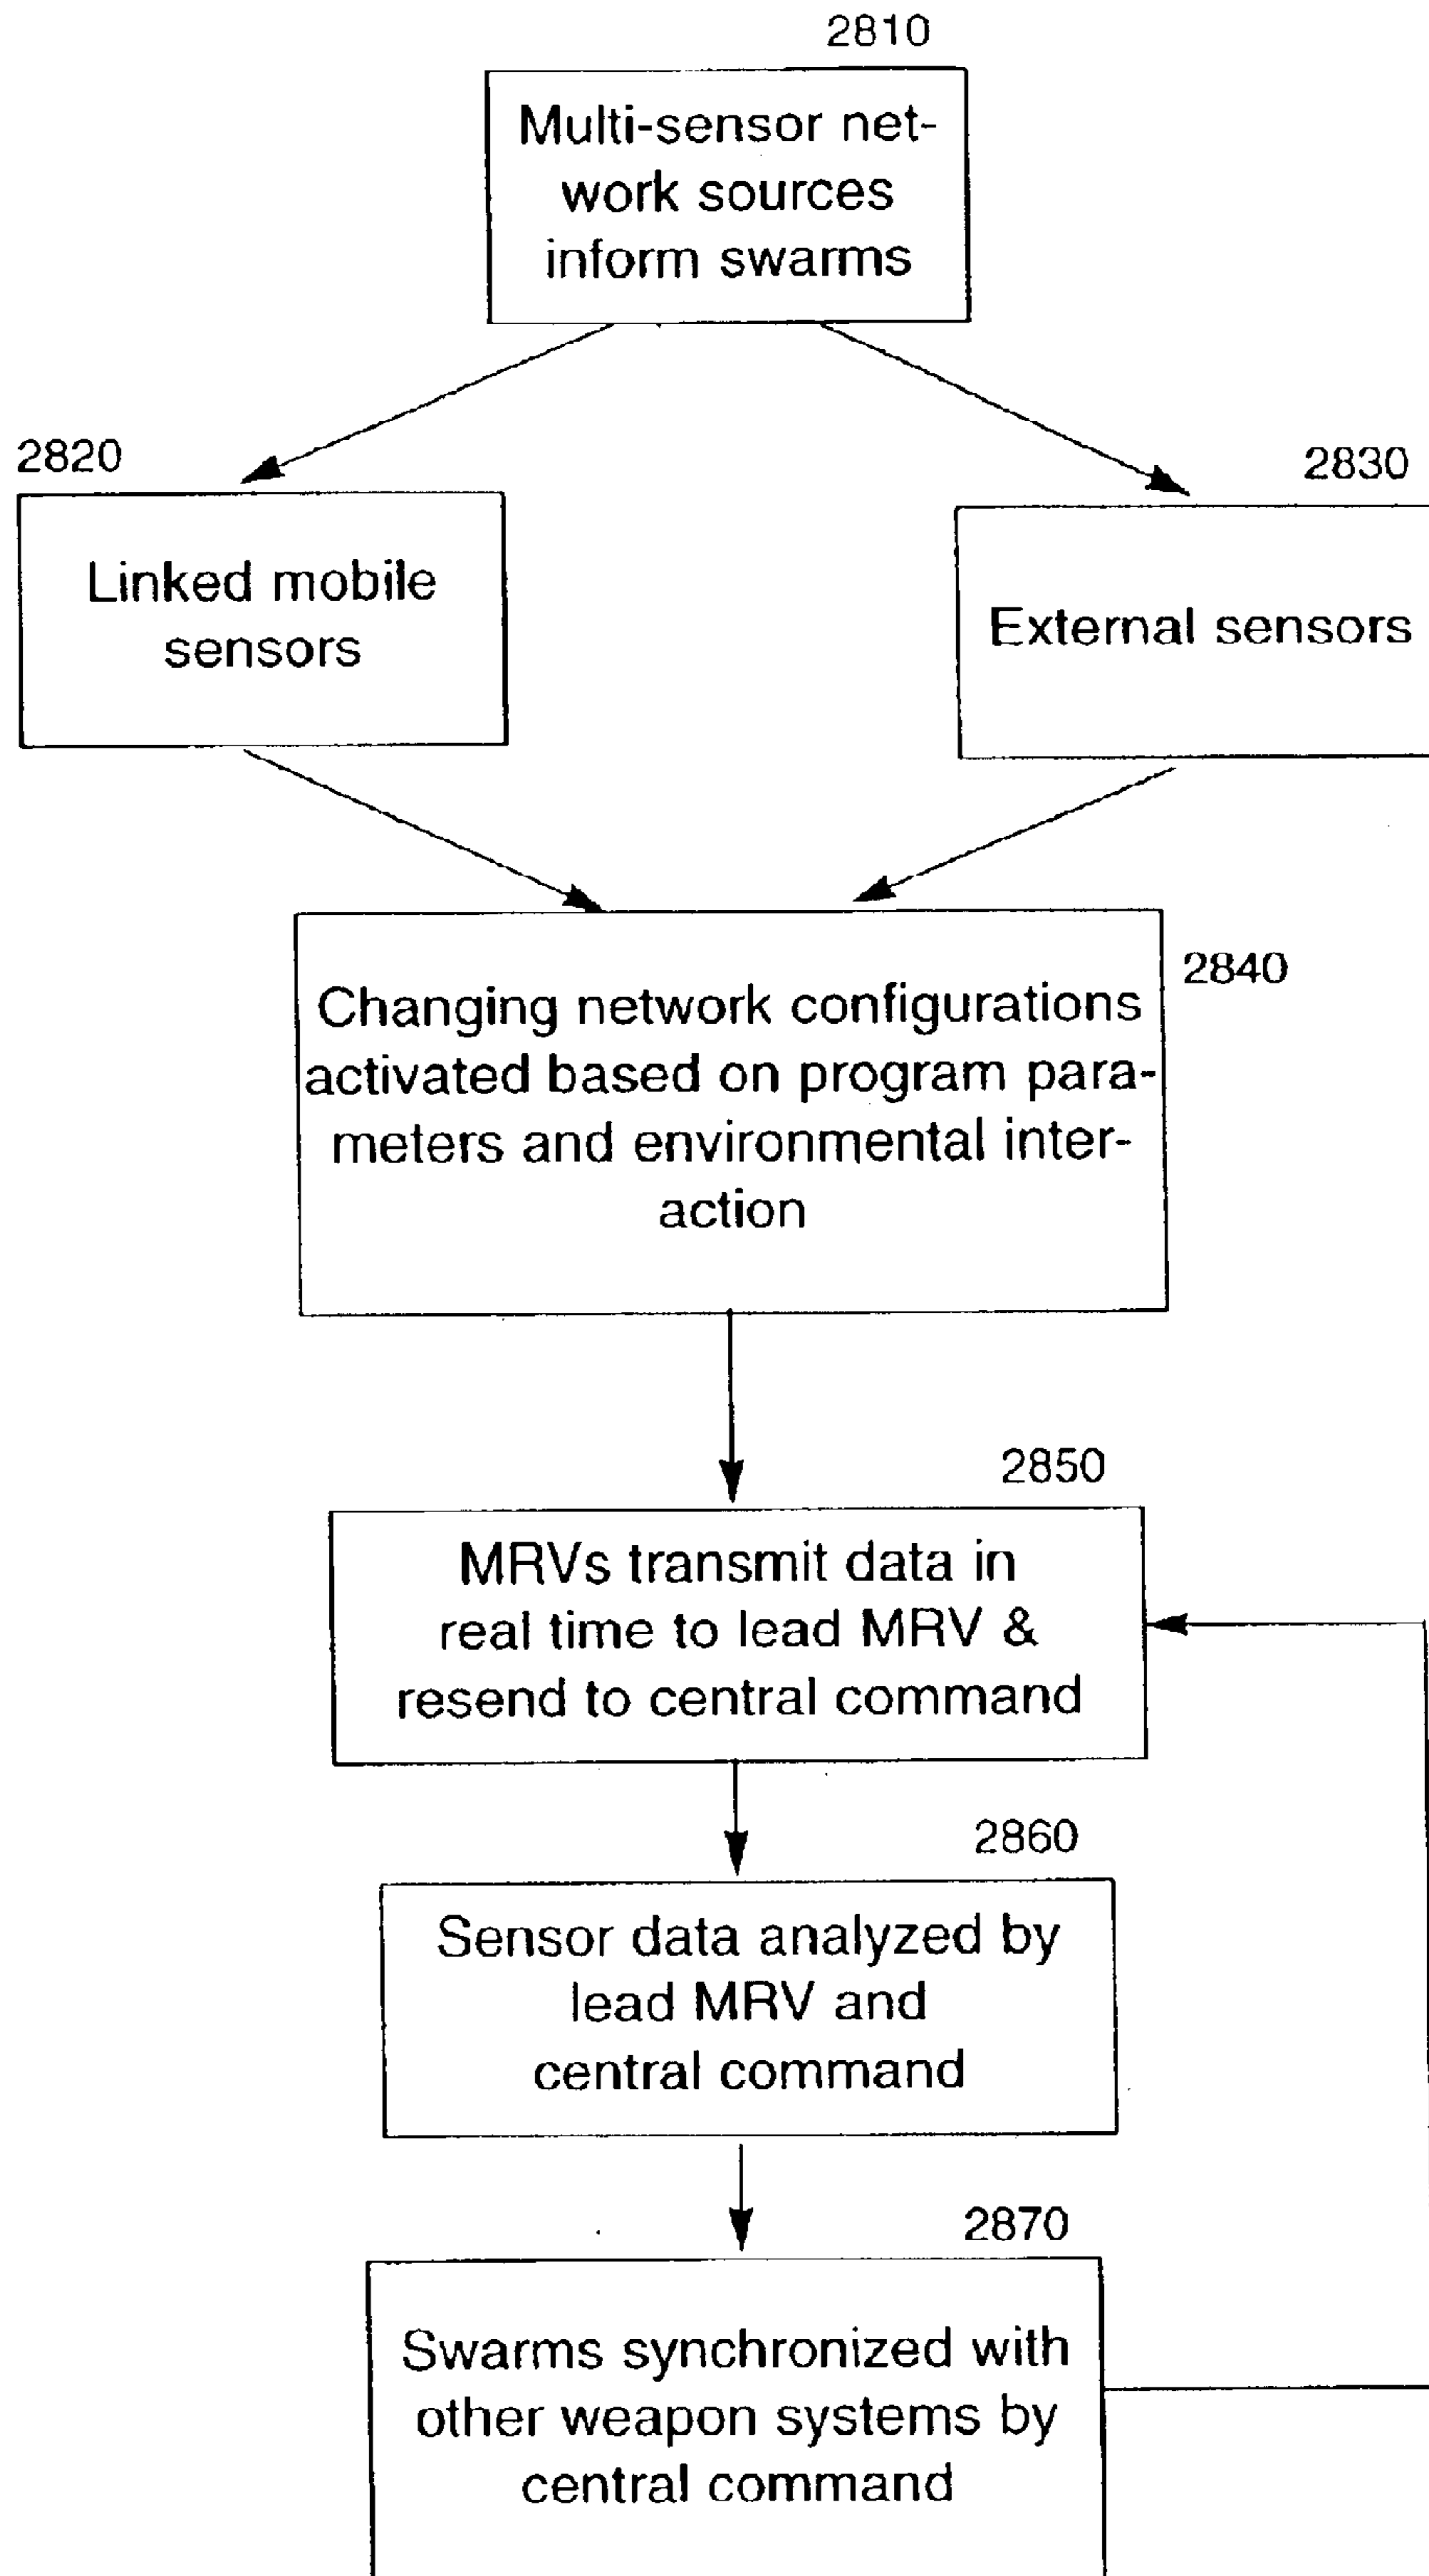 2810
Multi-sensor net-
work sources
inform swarms
2820
Linked mobile
sensors
2830
External sensors
2840
Changing network configurations
activated based on program para-
meters and environmental inter-
action
2850
MRVs transmit data in
real time to lead MRV &
resend to central command
2860
Sensor data analyzed by
lead MRV and
central command
2870
Swarms synchronized with
other weapon systems by
central command